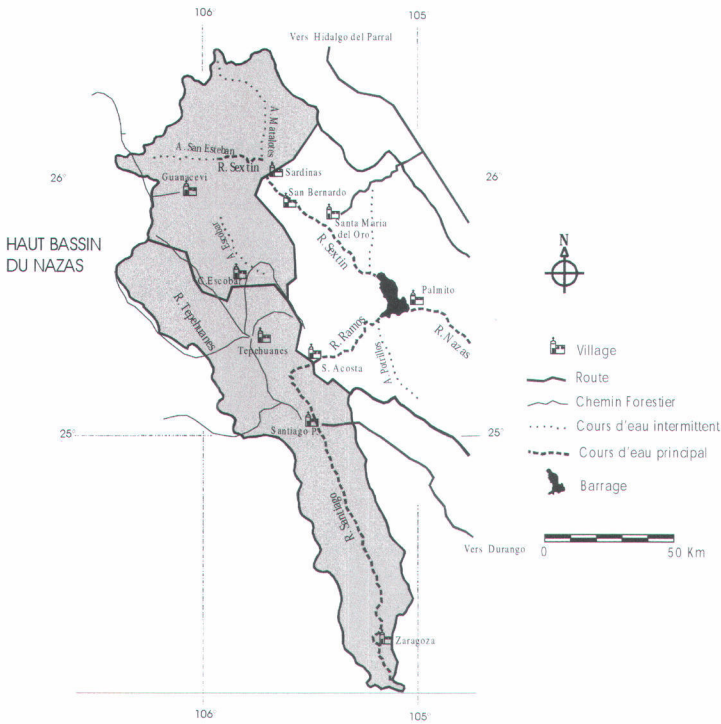 106°
105
Vers Hidalgo del Parral
A. Matalotes
A. San Esteban
R. Sextin
Sardinas
26°
26
Guanacevi
San Bernardo
Santa Maria
del Oro
R. Sextin
A. Escobar
HAUT BASSIN
DU NAZAS
C.Escobar
Palmito
N
R. Tepehuanes
R. Ramos
R. Nazas
Tepehuanes
S. Acosta
Village
Route
Chemin Forestier
Cours d'eau intermittent
Cours d'eau principal
Barrage
25°
25°
Santiago P.
R. Santiago
Vers Durango
0
50 Km
Zaragoza
106°
105°